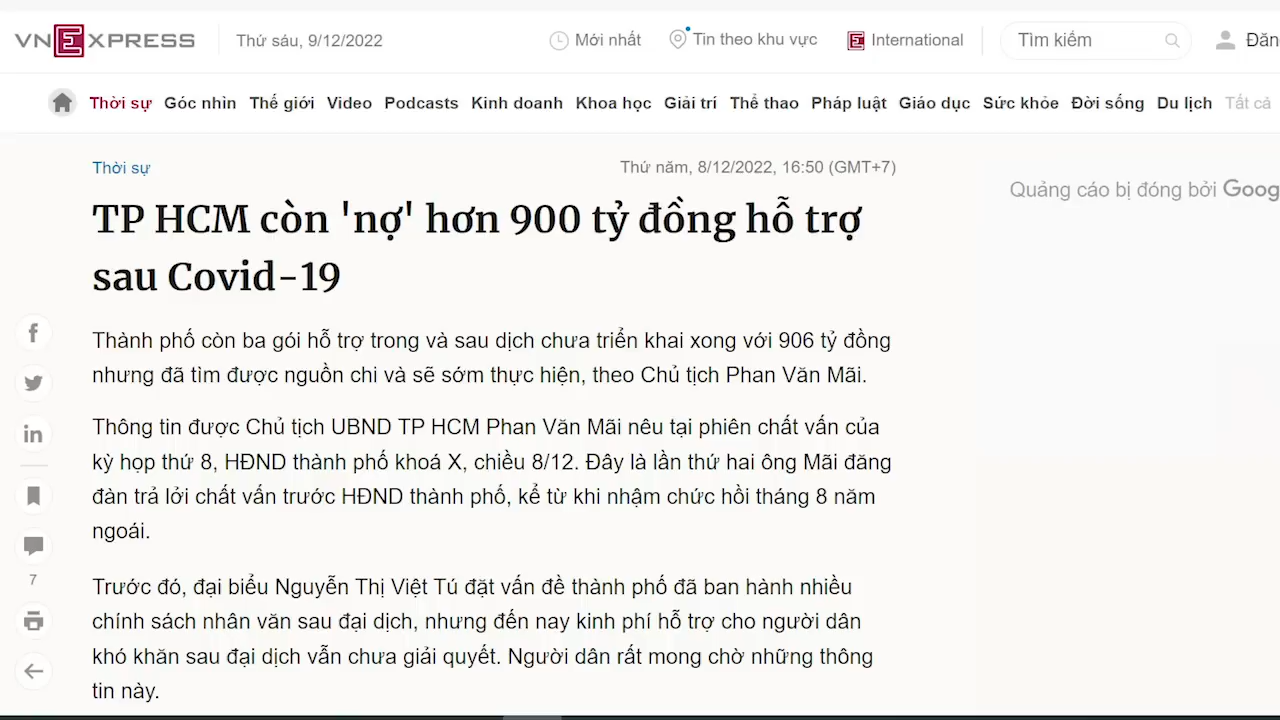 VNEXPRESS
Thứ sáu, 9/12/2022
Mới nhất
Tin theo khu vực
International
Tìm kiếm
Thời sự Góc nhìn Thế giới Video Podcasts Kinh doanh Khoa học Giải trí Thể thao Pháp luật Giáo dục Sức khỏe Đời sống Du lịch Tất cả
Thời sự
Thứ năm, 8/12/2022, 16:50 (GMT+7)
Quảng cáo bị đóng bởi Goog
TP HCM còn 'nợ' hơn 900 tỷ đồng hỗ trợ
sau Covid-19
Thành phố còn ba gói hỗ trợ trong và sau dịch chưa triển khai xong với 906 tỷ đồng
nhưng đã tìm được nguồn chi và sẽ sớm thực hiện, theo Chủ tịch Phan Văn Mãi.
Thông tin được Chủ tịch UBND TP HCM Phan Văn Mãi nêu tại phiên chất vấn của
kỳ họp thứ 8, HĐND thành phố khoá X, chiều 8/12. Đây là lần thứ hai ông Mãi đăng
đàn trả lởi chất vấn trước HĐND thành phố, kể từ khi nhậm chức hồi tháng 8 năm
ngoái.
7
Trước đó, đại biểu Nguyễn Thị Việt Tú đặt vấn đề thành phố đã ban hành nhiều
chính sách nhân văn sau đại dịch, nhưng đến nay kinh phí hỗ trợ cho người dân
khó khăn sau đại dịch vẫn chưa giải quyết. Người dân rất mong chờ những thông
tin này.